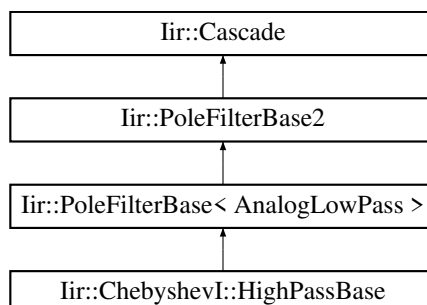 Iir::Cascade
Iir::PoleFilterBase2
Iir::PoleFilterBase< AnalogLowPass >
Iir::ChebyshevI::HighPassBase